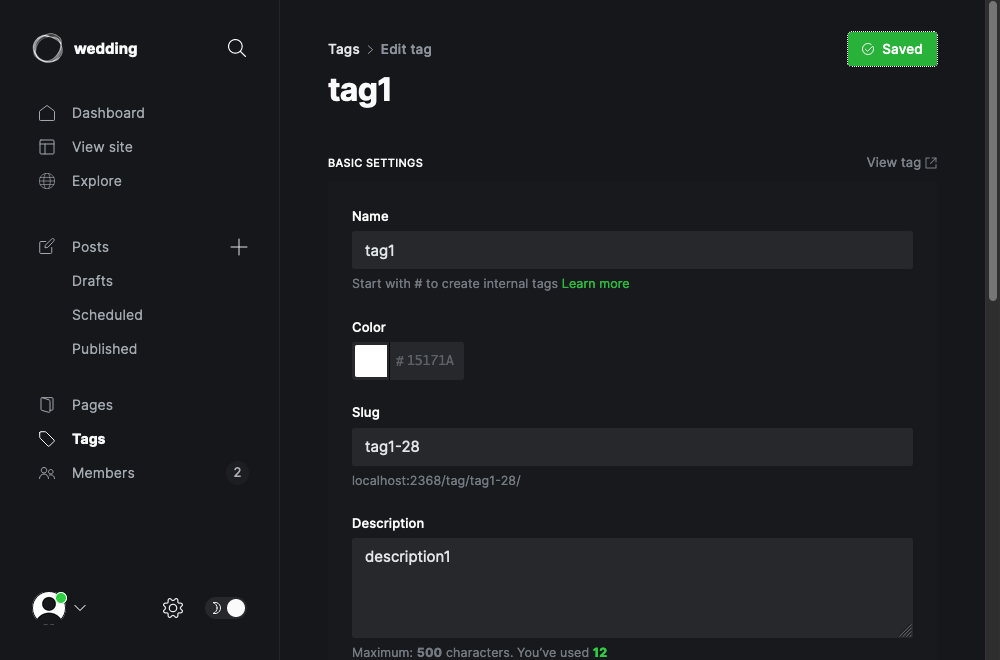 wedding
Dashboard
View site
Explore
Posts
Drafts
Scheduled
Published
Pages
Tags
Members 2
Tags > Edit tag
Saved
tag1
BASIC SETTINGS
View tag
Name
tag1
Start with # to create internal tags Learn more
Color
# 15171A
Slug
tag1-28
localhost:2368/tag/tag1-28/
Description
description1
Maximum: 500 characters. You've used 12